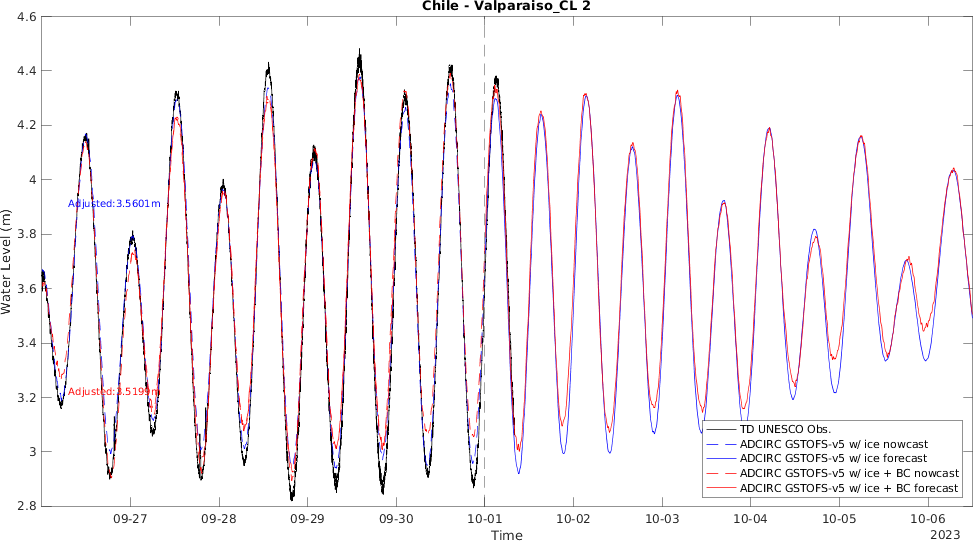 Chile - Valparaiso_CL 2
4.6
4.4
4.2
4
3.8
3.6
3.4
3.2
3
2.8
Water Level (m)
Adjusted:3.5601m
Adjusted:3.5199m
TD UNESCO Obs.
ADCIRC GSTOFS-v5 w/ ice nowcast
ADCIRC GSTOFS-v5 w/ ice forecast
ADCIRC GSTOFS-v5 w/ ice + BC nowcast
ADCIRC GSTOFS-v5 w/ ice + BC forecast
09-27 09-28 09-29 09-30 10-01 10-02 10-03 10-04 10-05 10-06
Time
2023